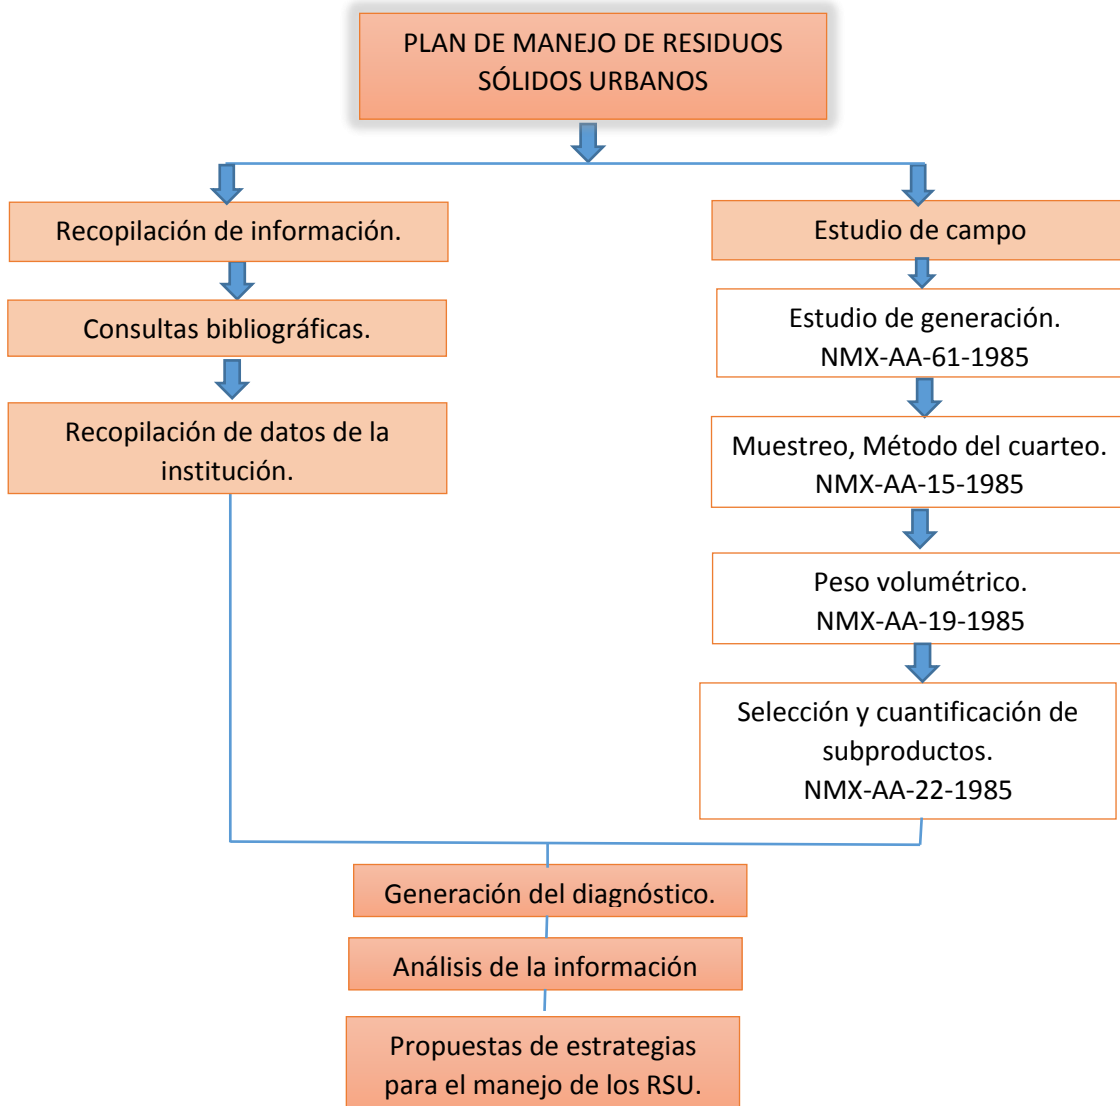 PLAN DE MANEJO DE RESIDUOS
SÓLIDOS URBANOS
Recopilación de información.
Consultas bibliográficas.
Recopilación de datos de la
institución.
Estudio de campo
Estudio de generación.
NMX-AA-61-1985
Muestreo, Método del cuarteo.
NMX-AA-15-1985
Peso volumétrico.
NMX-AA-19-1985
Selección y cuantificación de
subproductos.
NMX-AA-22-1985
Generación del diagnóstico.
Análisis de la información
Propuestas de estrategias
para el manejo de los RSU.